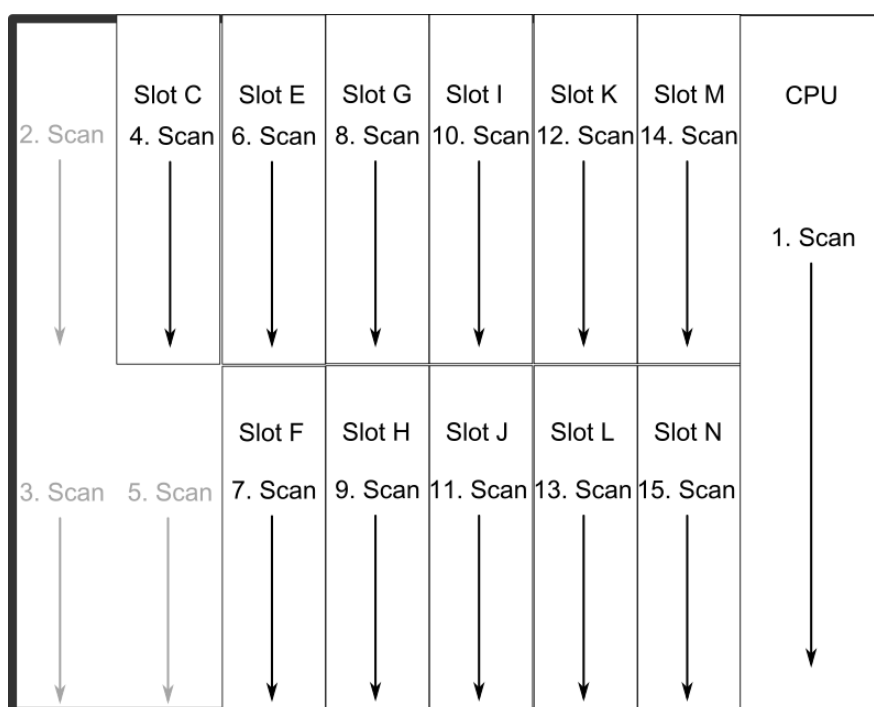 Slot C Slot E Slot G Slot I Slot K Slot M CPU
2. Scan 4. Scan 6. Scan 8. Scan 10. Scan 12. Scan 14. Scan
1. Scan
Slot F Slot H Slot J Slot L Slot N
3. Scan 5. Scan 7. Scan 9. Scan 11. Scan 13. Scan 15. Scan